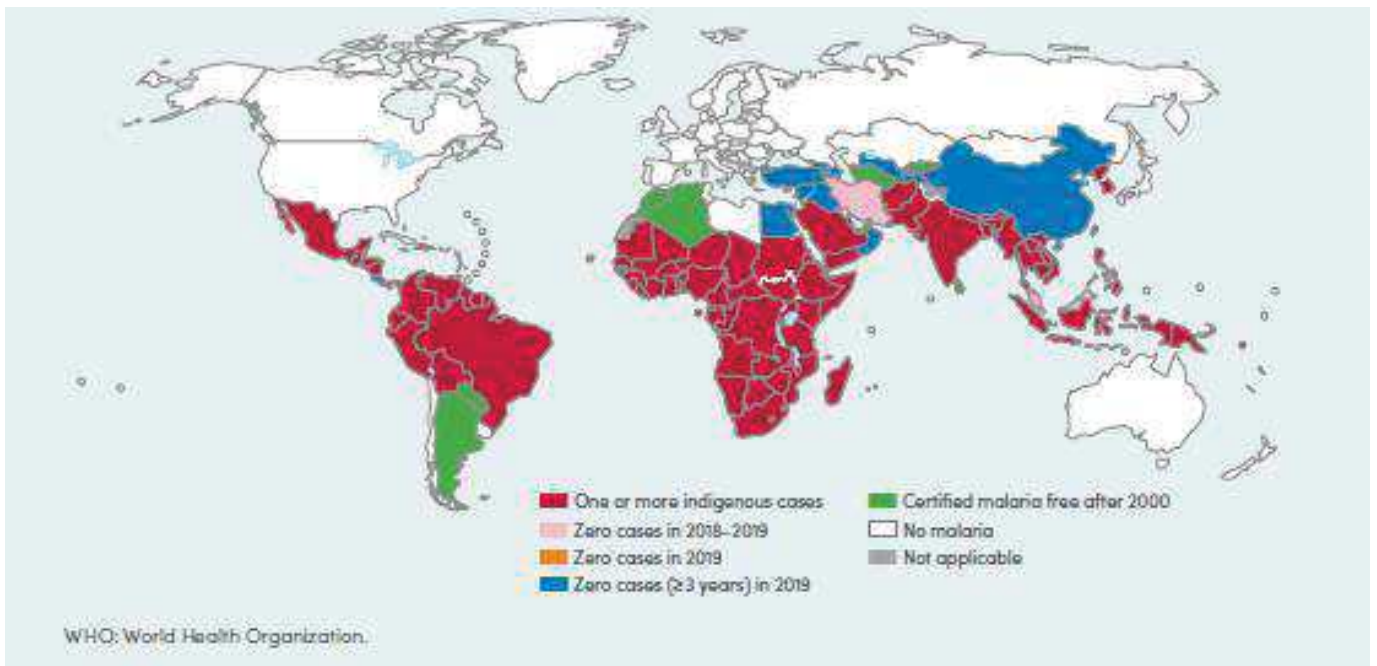 One or more indigenous cases
Zero cases in 2018–2019
Zero cases in 2019
Zero cases (≥3 years) in 2019
Certified malaria free after 2000
No malaria
Not applicable
WHO: World Health Organization.